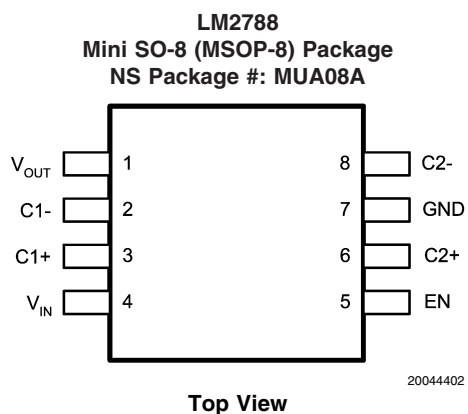 LM2788
Mini SO-8 (MSOP-8) Package
NS Package #: MUA08A
VOUT 1 8 C2-
C1- 2 7 GND
C1+ 3 6 C2+
VIN 4 5 EN
20044402
Top View